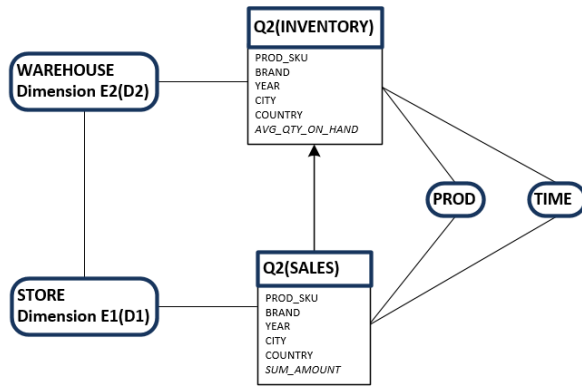 Q2(INVENTORY)
PROD_SKU
BRAND
YEAR
CITY
COUNTRY
AVG_QTY_ON_HAND
WAREHOUSE
Dimension E2(D2)
PROD
TIME
Q2(SALES)
PROD_SKU
BRAND
YEAR
CITY
COUNTRY
SUM_AMOUNT
STORE
Dimension E1(D1)